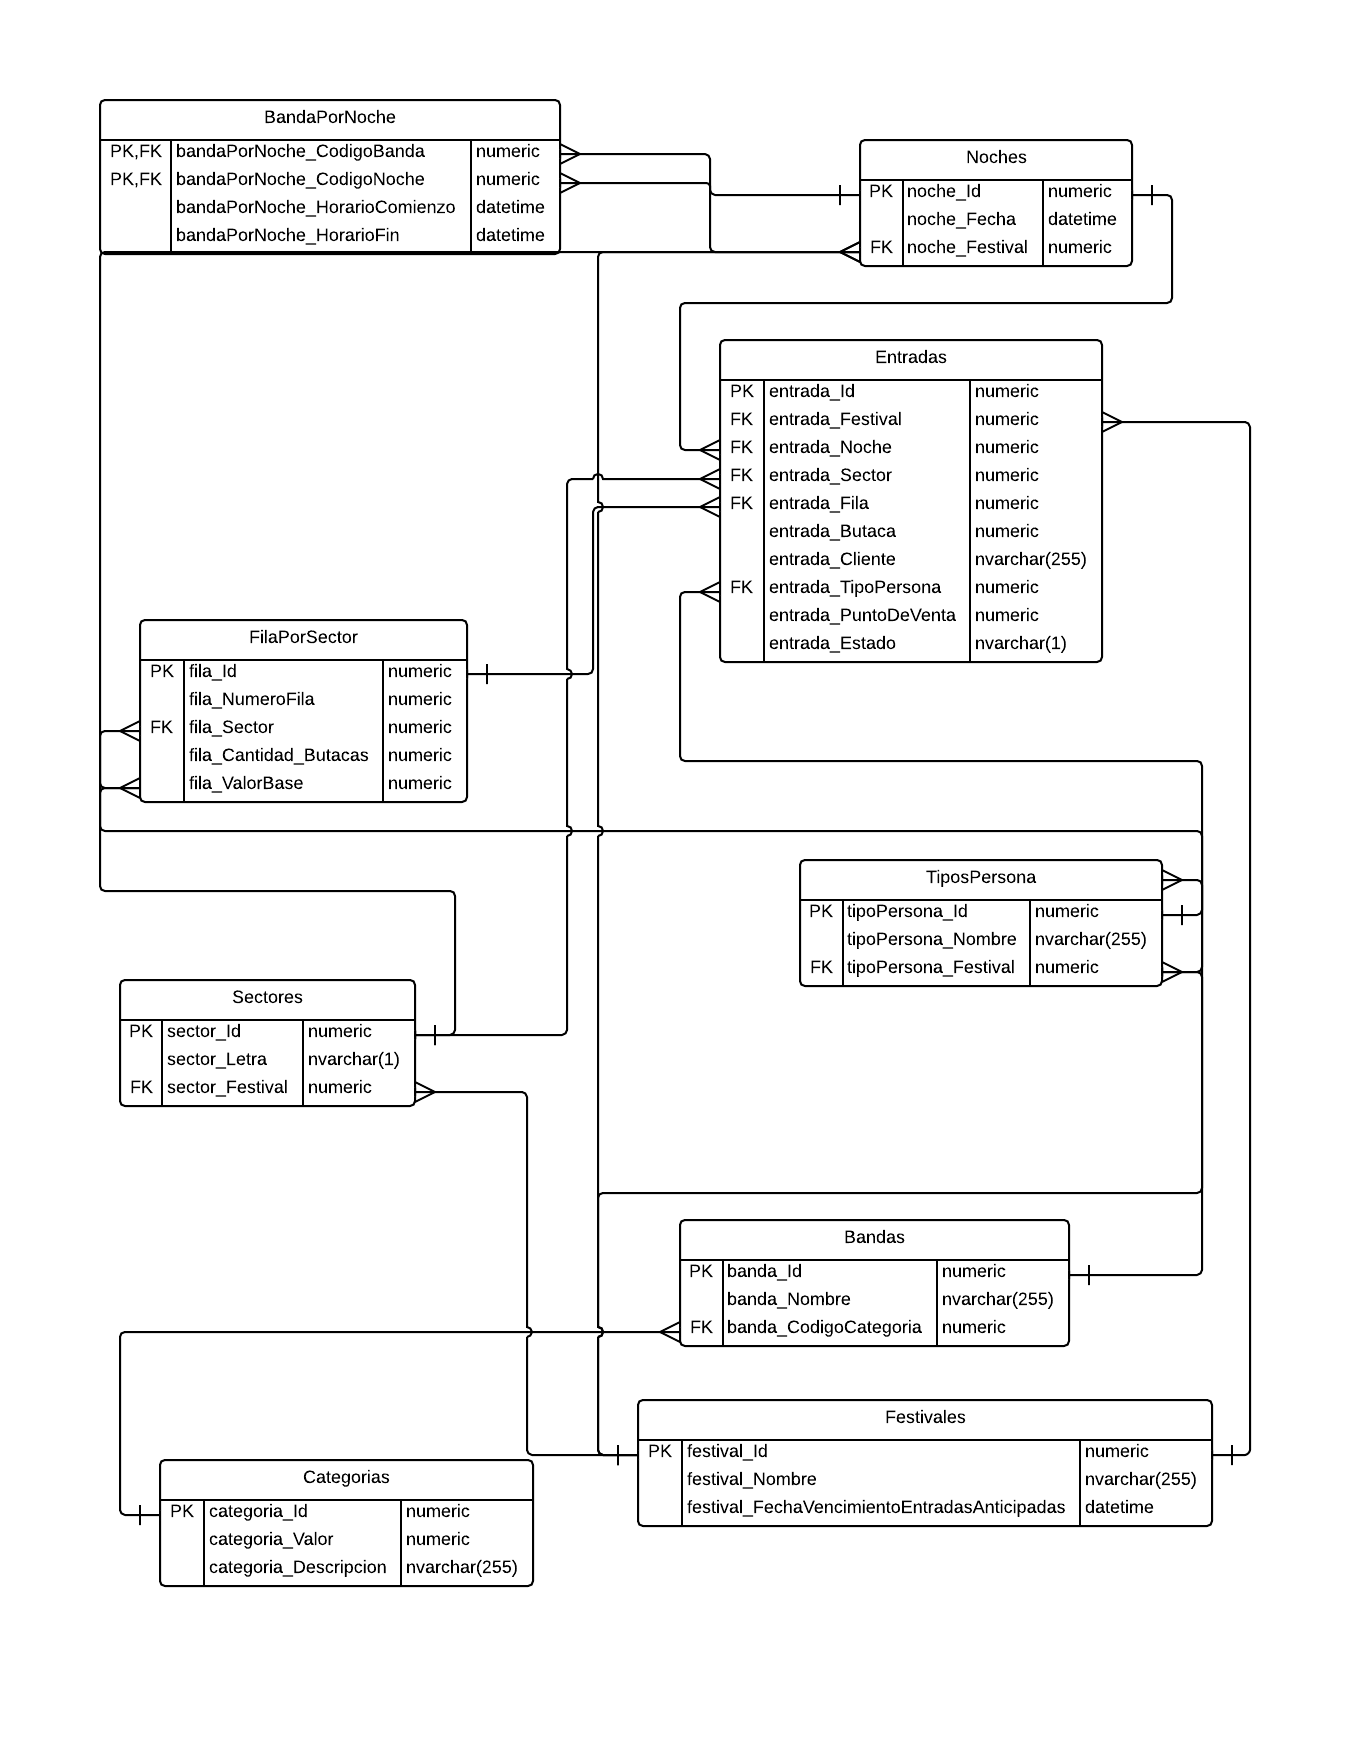 BandaPorNoche
PK,FK bandaPorNoche_CodigoBanda numeric
PK,FK bandaPorNoche_CodigoNoche numeric
bandaPorNoche_HorarioComienzo datetime
bandaPorNoche_HorarioFin datetime
Noches
PK noche_Id numeric
noche_Fecha datetime
FK noche_Festival numeric
Entradas
PK entrada_Id numeric
FK entrada_Festival numeric
FK entrada_Noche numeric
FK entrada_Sector numeric
FK entrada_Fila numeric
entrada_Butaca numeric
entrada_Cliente nvarchar(255)
FK entrada_TipoPersona numeric
entrada_PuntoDeVenta numeric
entrada_Estado nvarchar(1)
FilaPorSector
PK fila_Id numeric
fila_NumeroFila numeric
FK fila_Sector numeric
fila_Cantidad_Butacas numeric
fila_ValorBase numeric
TiposPersona
PK tipoPersona_Id numeric
tipoPersona_Nombre nvarchar(255)
FK tipoPersona_Festival numeric
Sectores
PK sector_Id numeric
sector_Letra nvarchar(1)
FK sector_Festival numeric
Bandas
PK banda_Id numeric
banda_Nombre nvarchar(255)
FK banda_CodigoCategoria numeric
Festivales
PK festival_Id numeric
festival_Nombre nvarchar(255)
festival_FechaVencimientoEntradasAnticipadas datetime
Categorias
PK categoria_Id numeric
categoria_Valor numeric
categoria_Descripcion nvarchar(255)